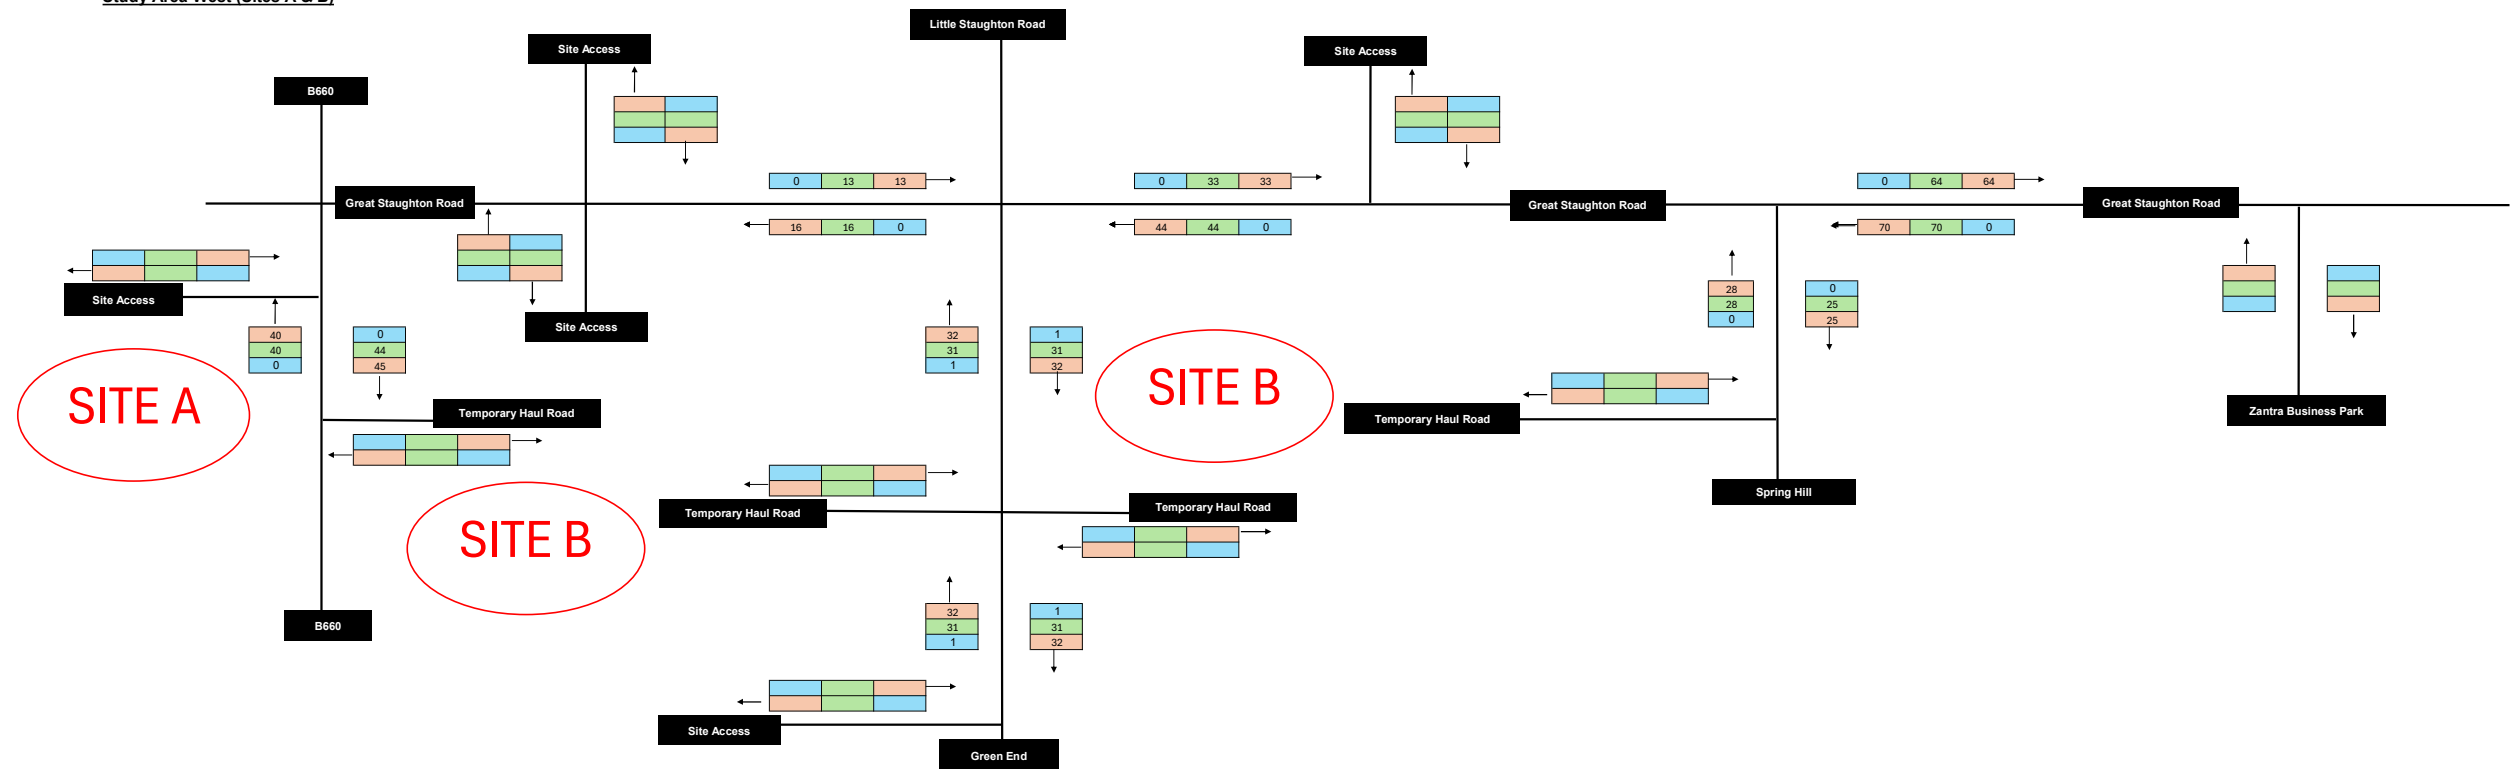 Study Area West (Sites A & B)
Little Staughton Road
Site Access
Site Access
B660
0 13 13
0 33 33
0 64 64
Great Staughton Road
Great Staughton Road
Great Staughton Road
16 16 0
44 44 0
70 70 0
Site Access
28
28
0
0
25
25
Site Access
40
40
0
0
44
45
32
31
1
1
31
32
SITE A
SITE B
Temporary Haul Road
Temporary Haul Road
Zantra Business Park
SITE B
Temporary Haul Road
Temporary Haul Road
Spring Hill
B660
32
31
1
1
31
32
Site Access
Green End